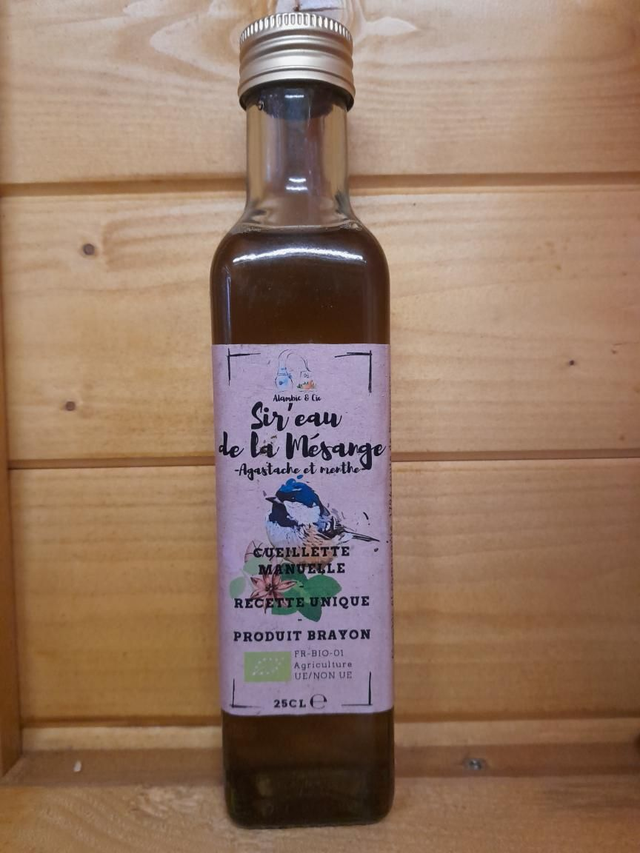 Alambic & Cie
Sir'eau
de la Mésange
-Agastache et menthe-
CUEILLETTE
MANUELLE
-
RECETTE UNIQUE
-
PRODUIT BRAYON
FR-BIO-01
Agriculture
UE/NON UE
25CL ℮